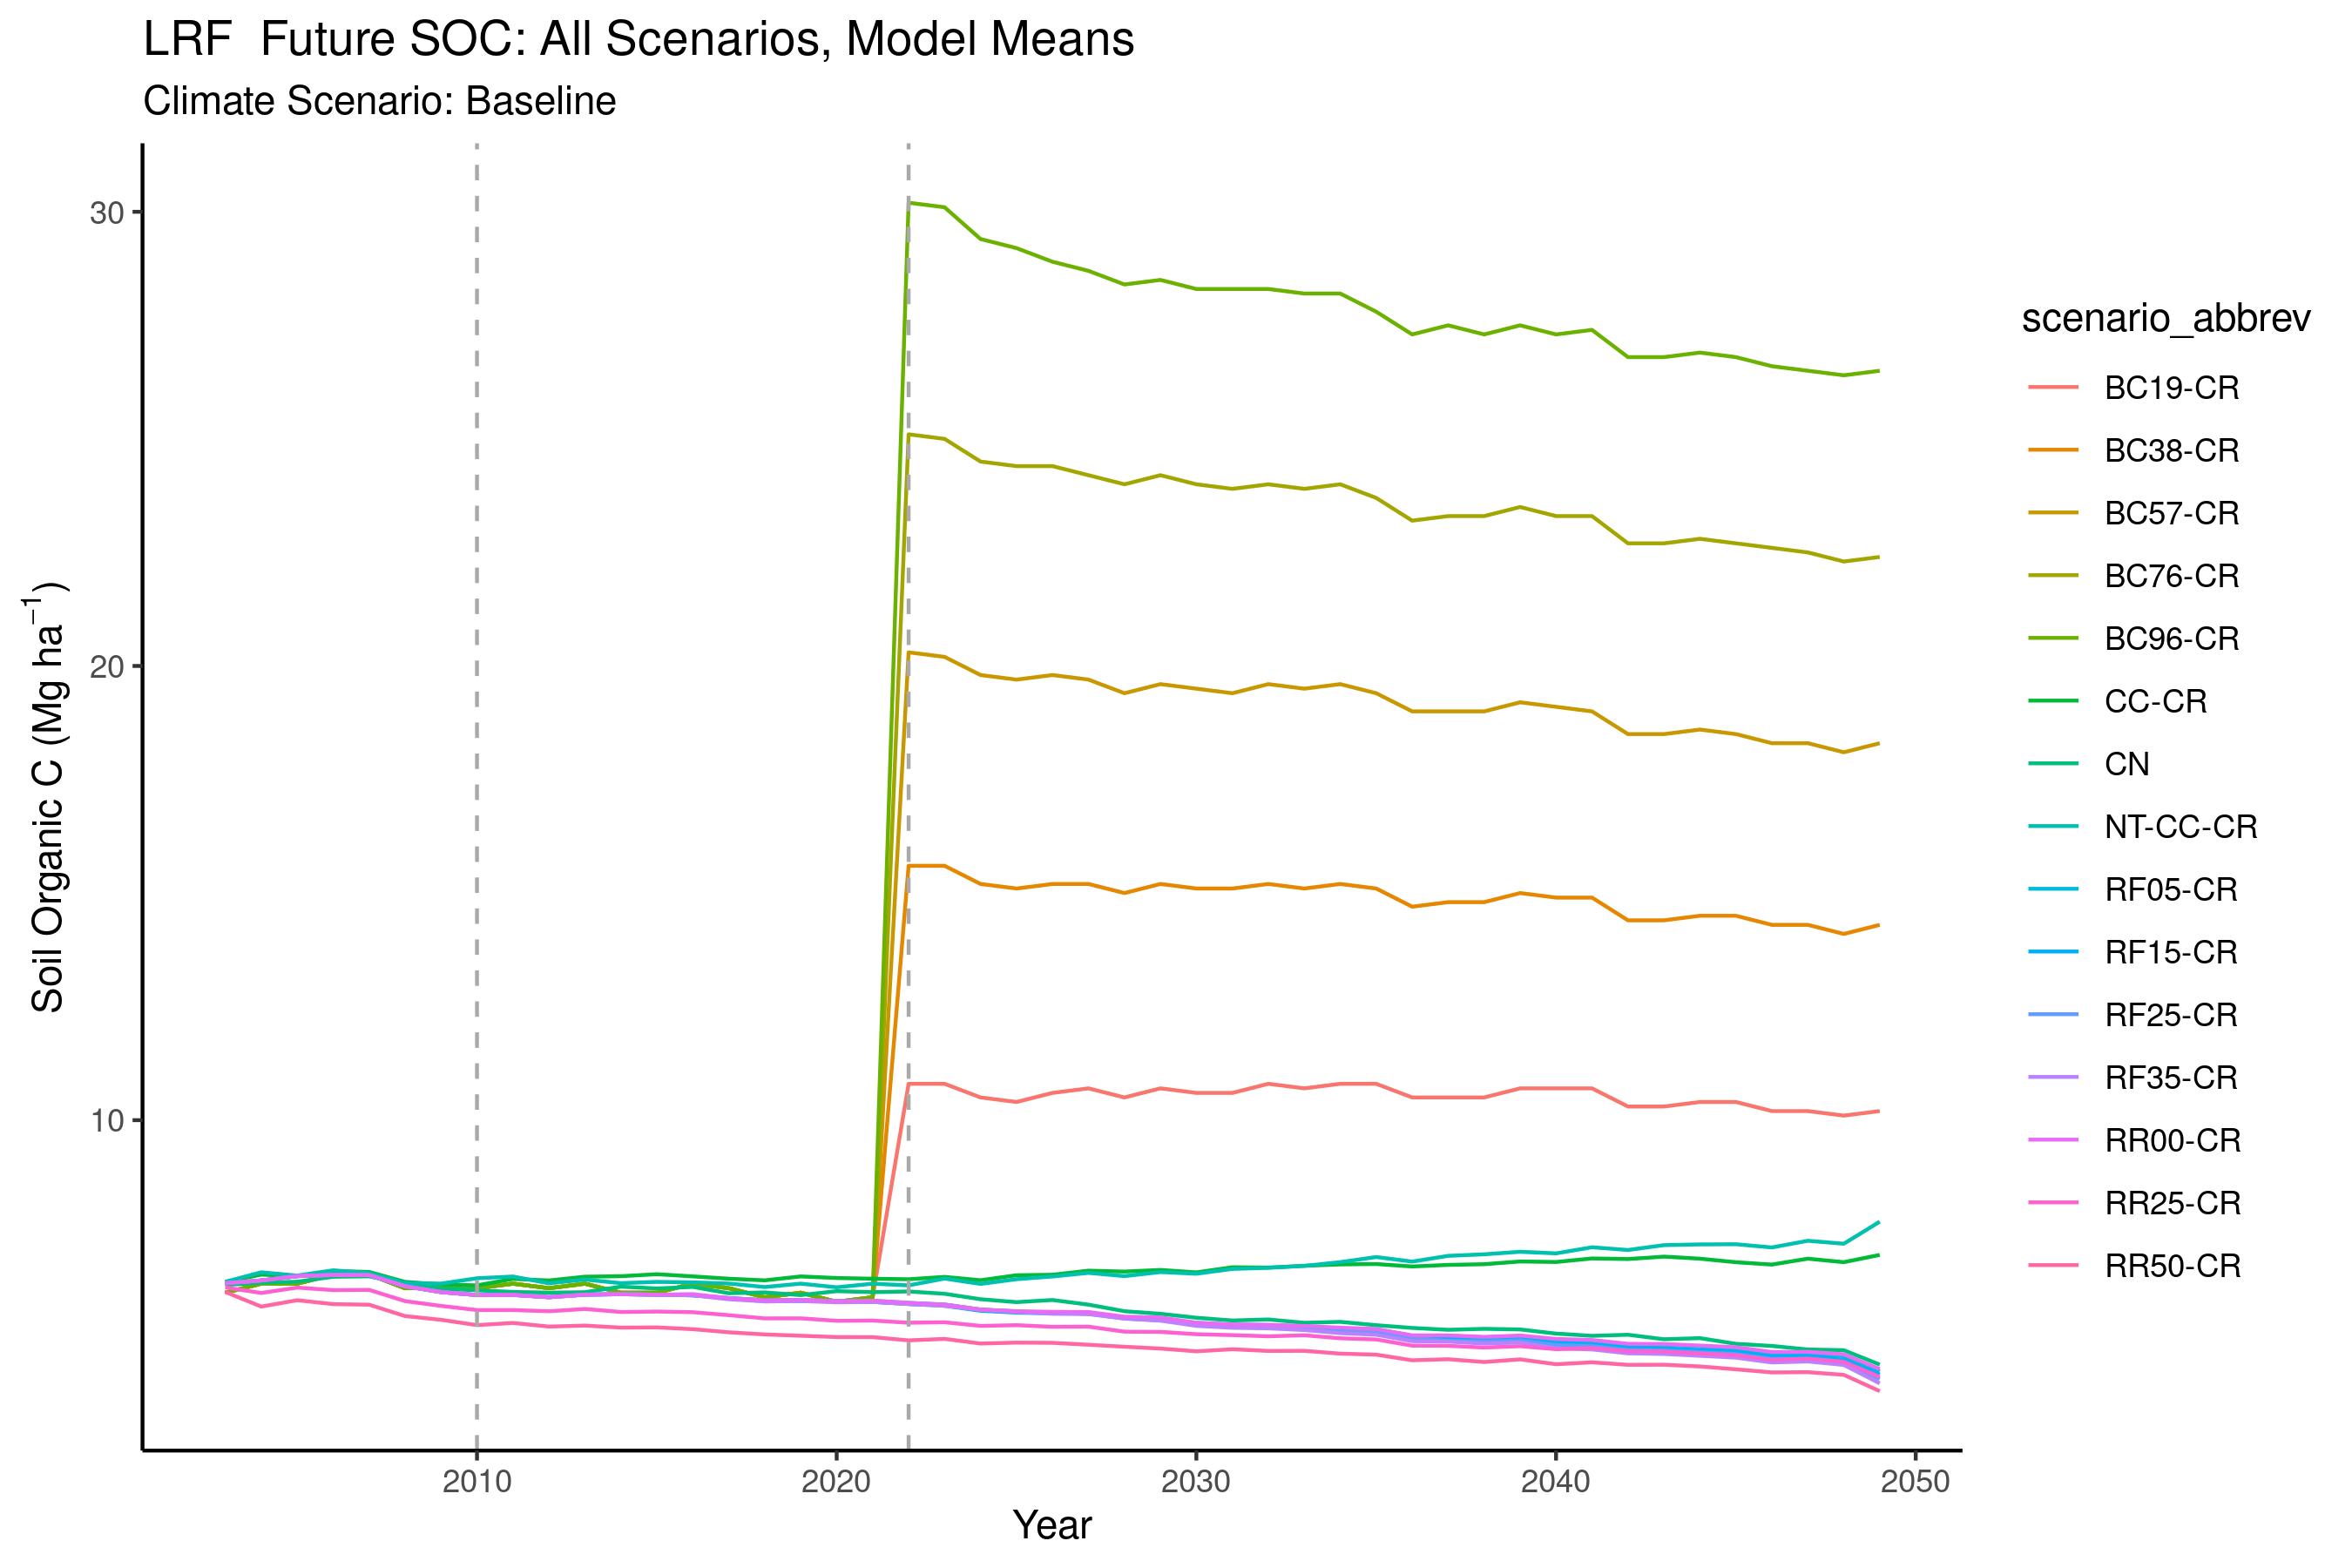 LRF  Future SOC: All Scenarios, Model Means
Climate Scenario: Baseline
Soil Organic C (Mg ha⁻¹)
30
20
10
2010
2020
2030
2040
2050
Year
scenario_abbrev
BC19-CR
BC38-CR
BC57-CR
BC76-CR
BC96-CR
CC-CR
CN
NT-CC-CR
RF05-CR
RF15-CR
RF25-CR
RF35-CR
RR00-CR
RR25-CR
RR50-CR